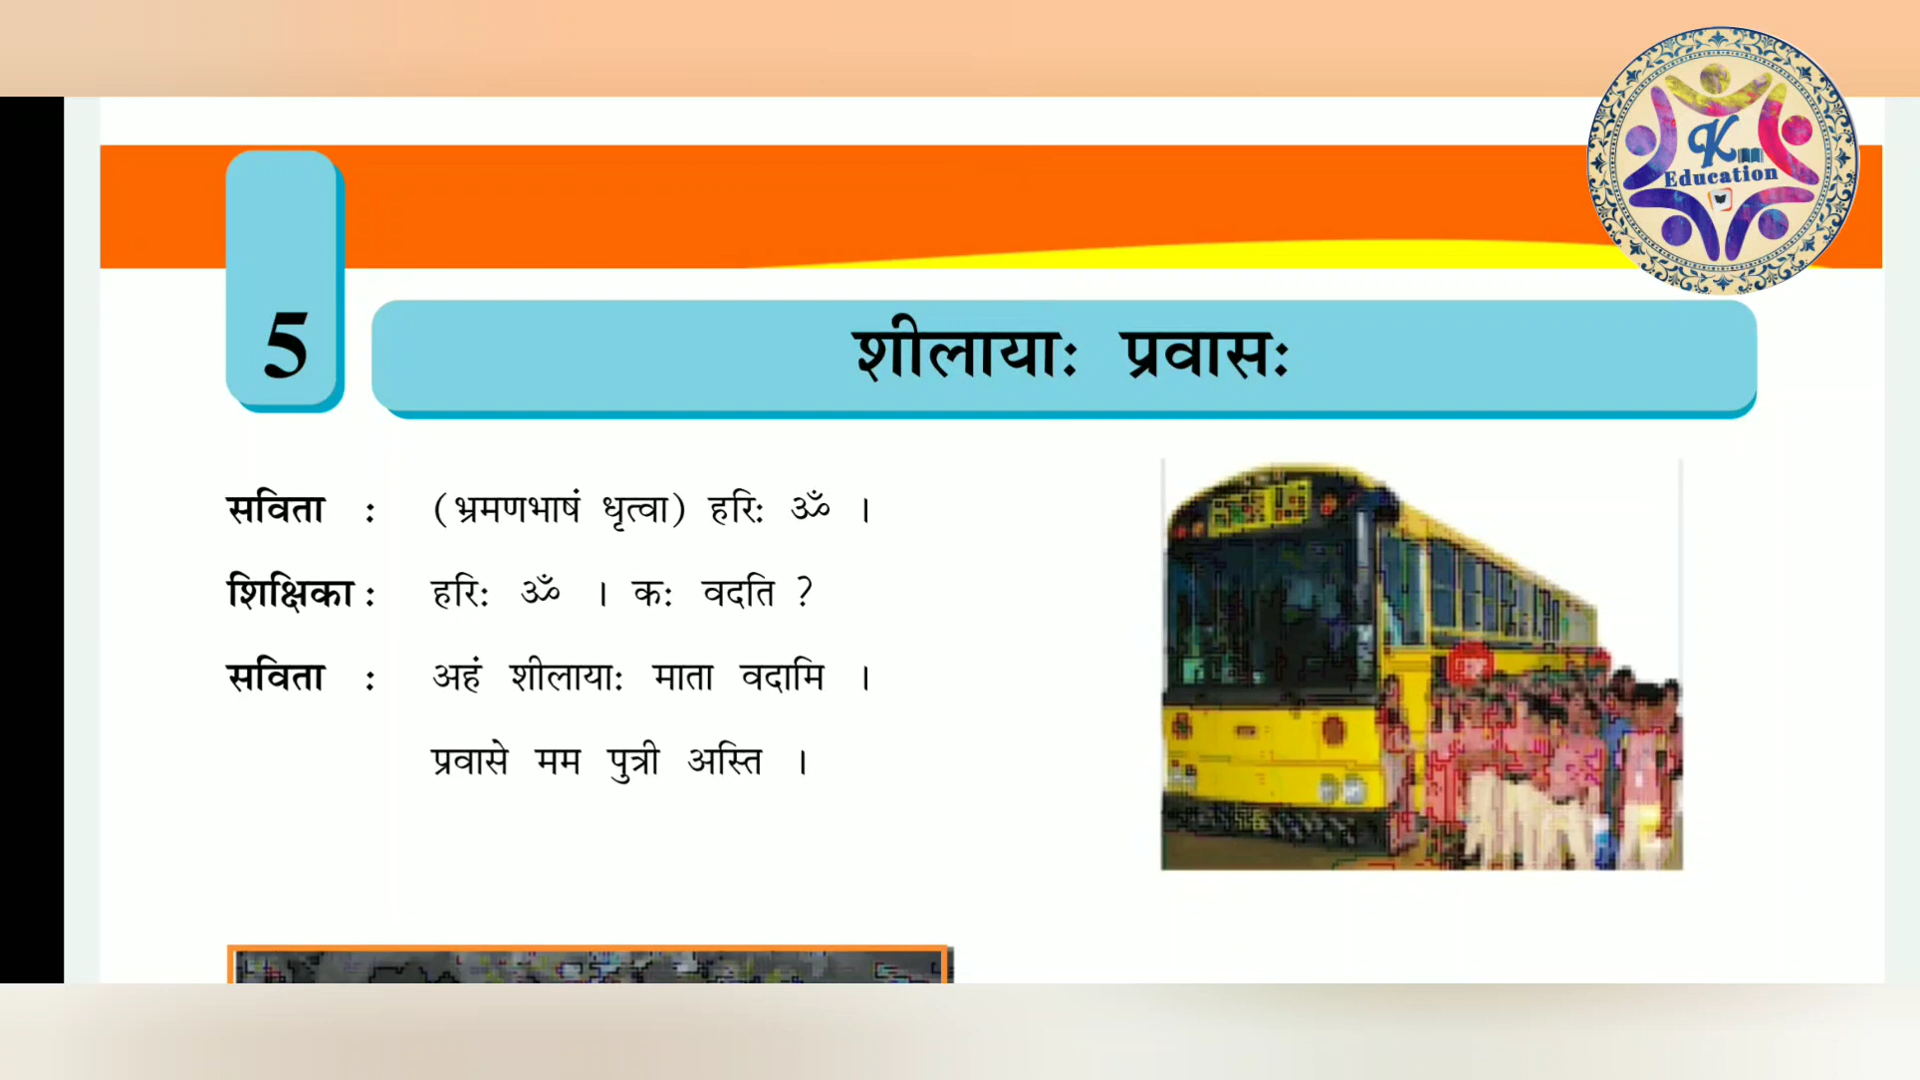 K
Education
5
शीलायाः प्रवासः
सविता : (भ्रमणभाषं धृत्वा) हरिः ॐ ।
शिक्षिका : हरिः ॐ । कः वदति ?
सविता : अहं शीलायाः माता वदामि ।
प्रवासे मम पुत्री अस्ति ।